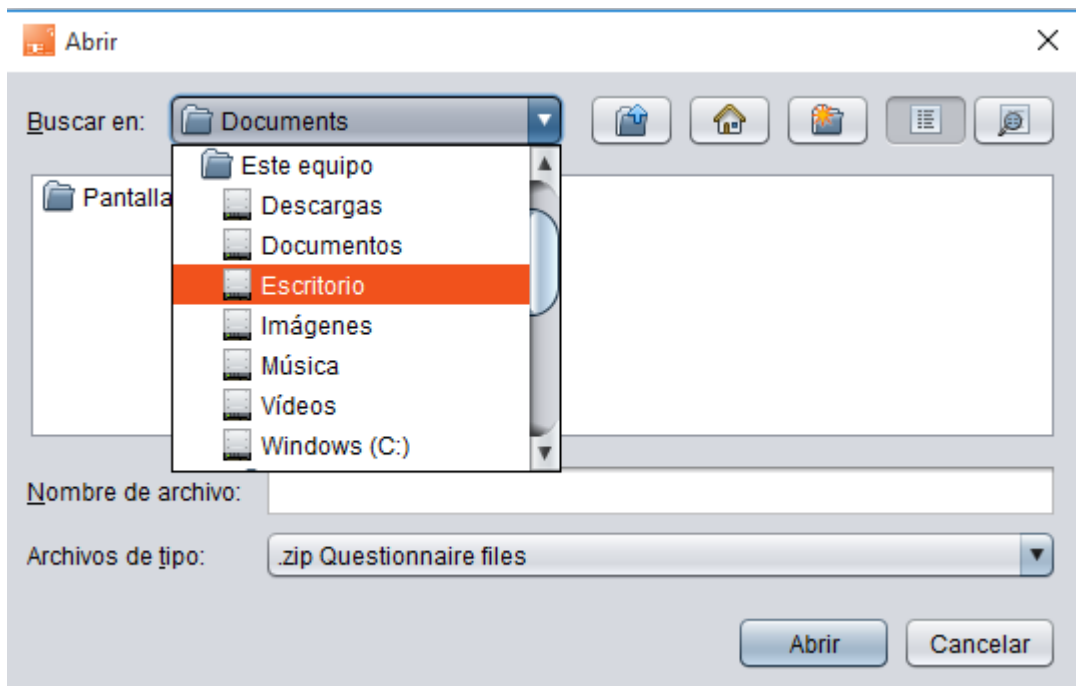 Abrir
Buscar en: Documents
Este equipo
Pantalla
Descargas
Documentos
Escritorio
Imágenes
Música
Vídeos
Windows (C:)
Nombre de archivo:
Archivos de tipo: .zip Questionnaire files
Abrir Cancelar